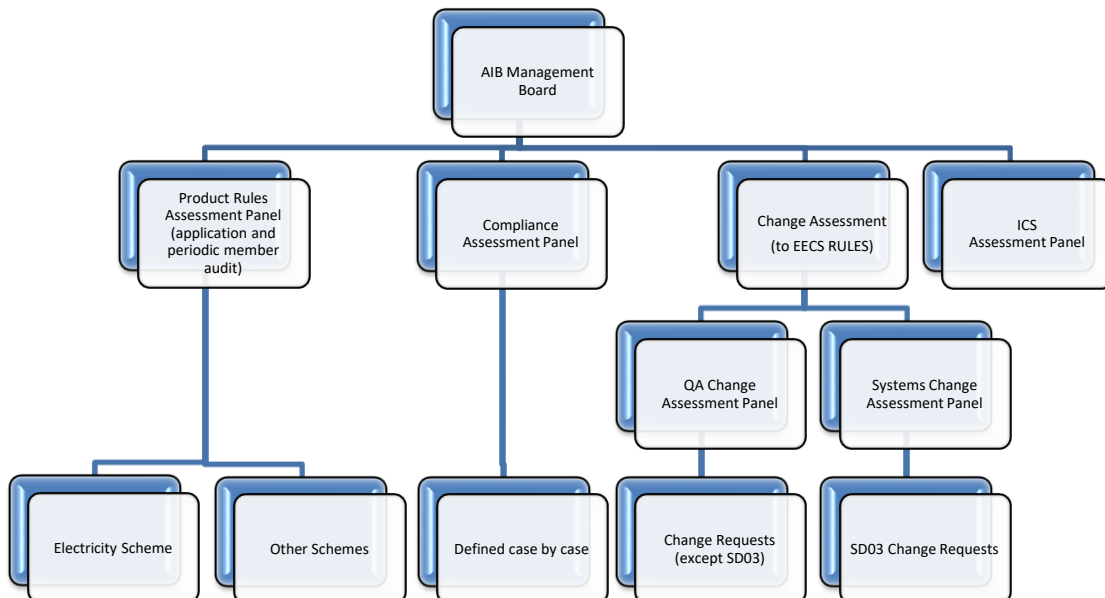 AIB Management
Board
Product Rules
Assessment Panel
(application and
periodic member
audit)
Compliance
Assessment Panel
Change Assessment
(to EECS RULES)
ICS
Assessment Panel
QA Change
Assessment Panel
Systems Change
Assessment Panel
Electricity Scheme
Other Schemes
Defined case by case
Change Requests
(except SD03)
SD03 Change Requests